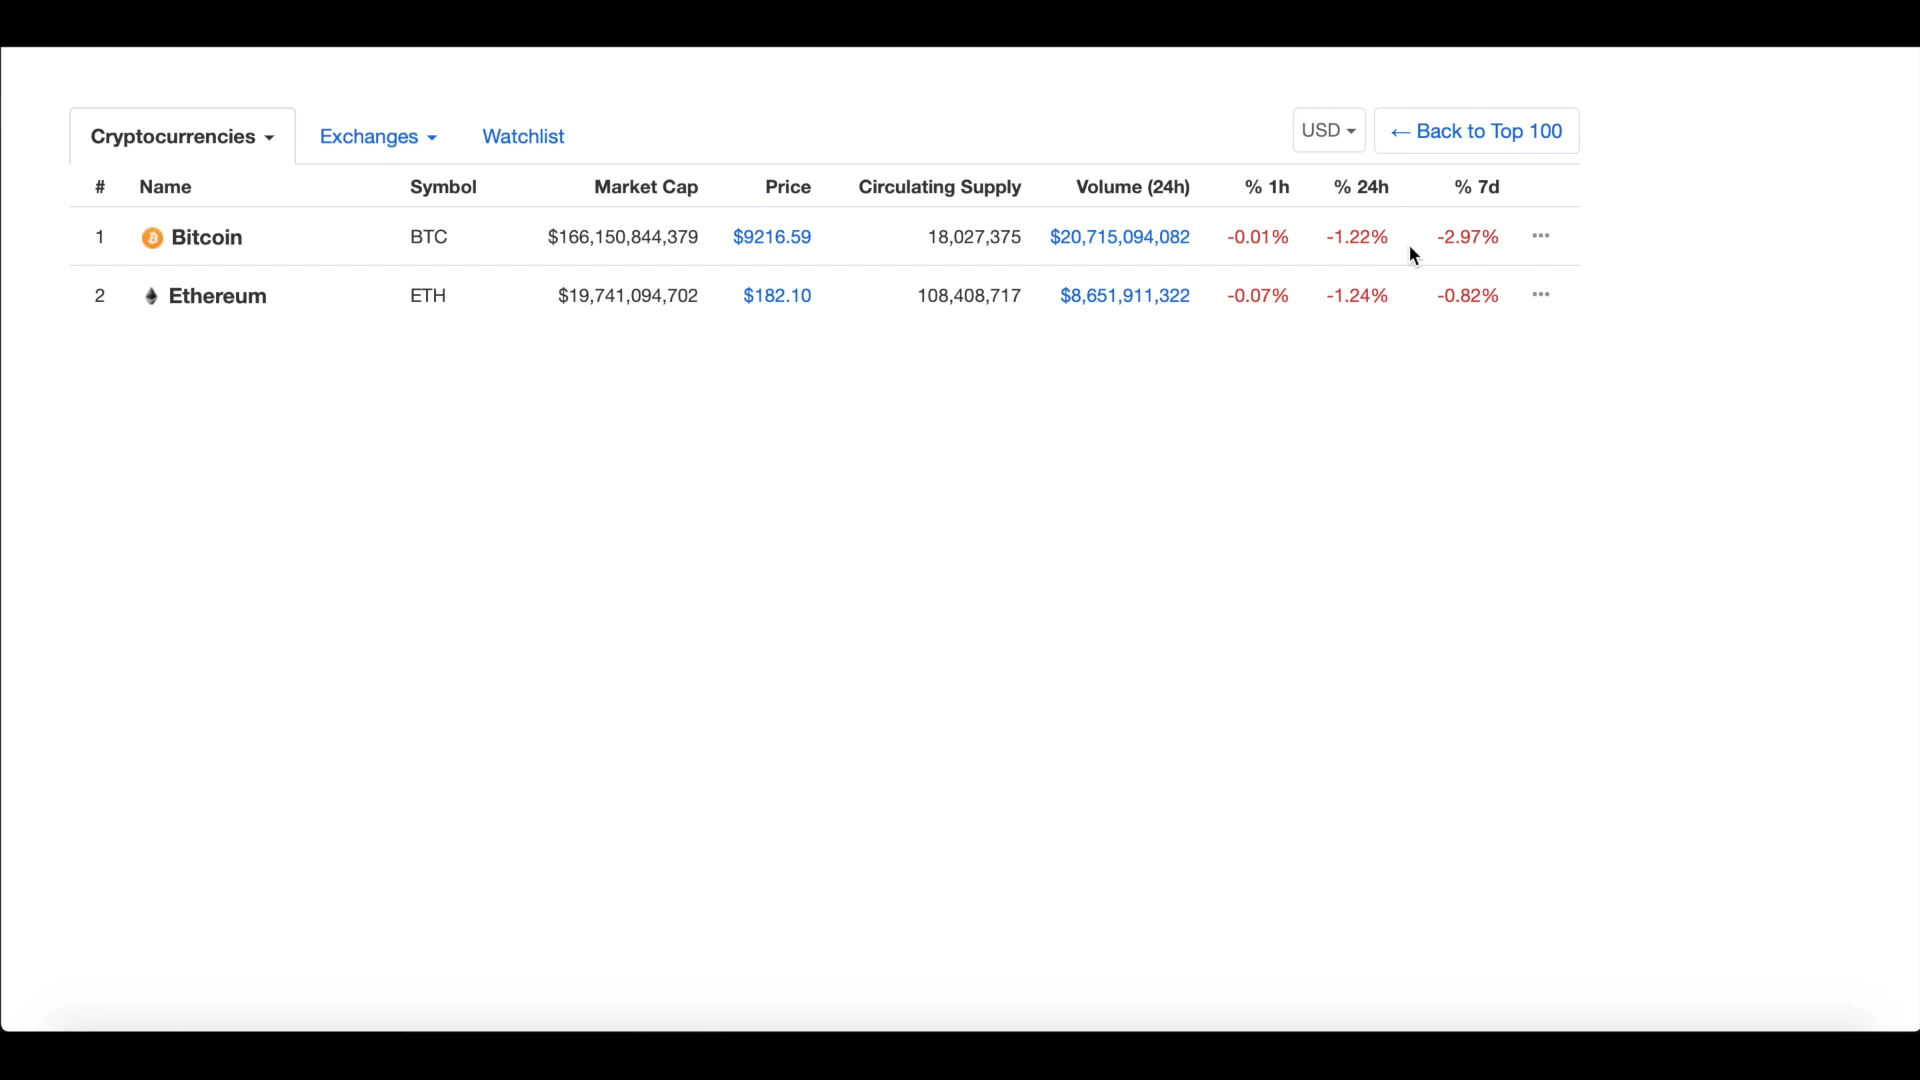 Cryptocurrencies Exchanges Watchlist USD ← Back to Top 100
# Name Symbol Market Cap Price Circulating Supply Volume (24h) % 1h % 24h % 7d
1 Bitcoin BTC $166,150,844,379 $9216.59 18,027,375 $20,715,094,082 -0.01% -1.22% -2.97% •••
2 Ethereum ETH $19,741,094,702 $182.10 108,408,717 $8,651,911,322 -0.07% -1.24% -0.82% •••